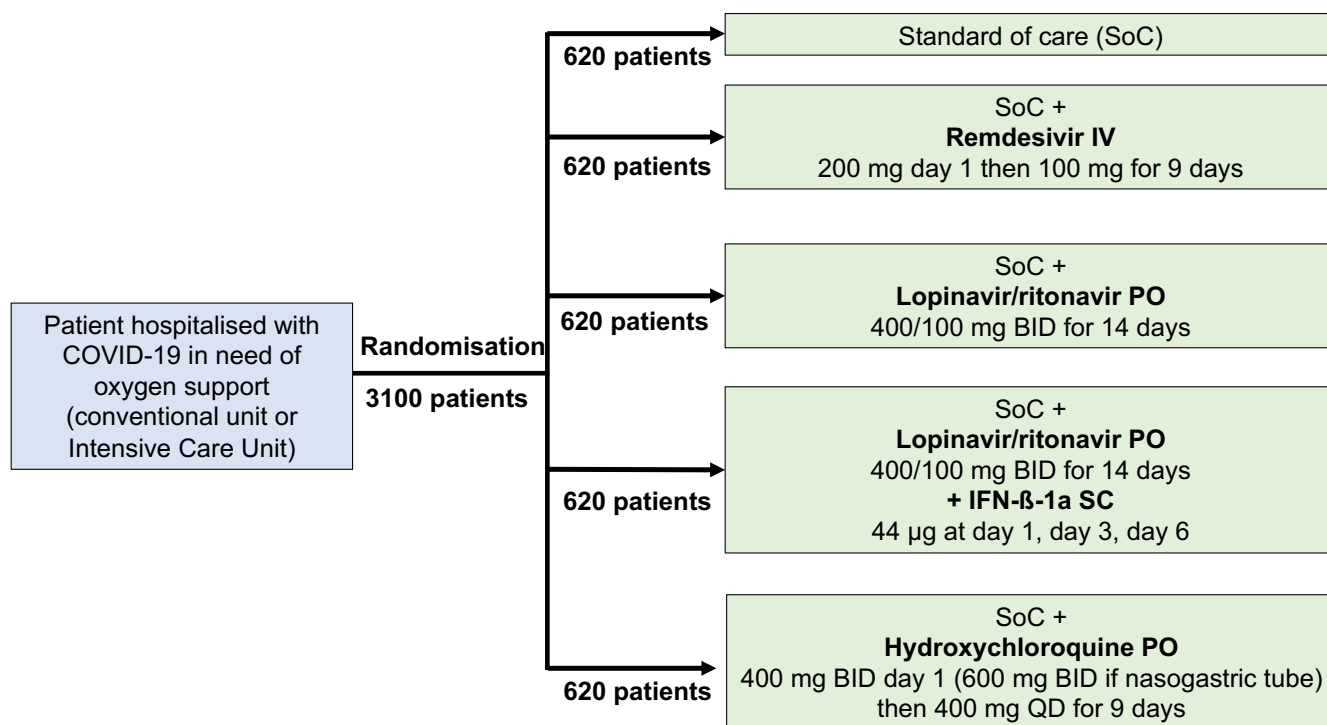 Patient hospitalised with
COVID-19 in need of
oxygen support
(conventional unit or
Intensive Care Unit)
Randomisation
3100 patients
620 patients
Standard of care (SoC)
620 patients
SoC +
Remdesivir IV
200 mg day 1 then 100 mg for 9 days
620 patients
SoC +
Lopinavir/ritonavir PO
400/100 mg BID for 14 days
620 patients
SoC +
Lopinavir/ritonavir PO
400/100 mg BID for 14 days
+ IFN-ß-1a SC
44 µg at day 1, day 3, day 6
620 patients
SoC +
Hydroxychloroquine PO
400 mg BID day 1 (600 mg BID if nasogastric tube)
then 400 mg QD for 9 days